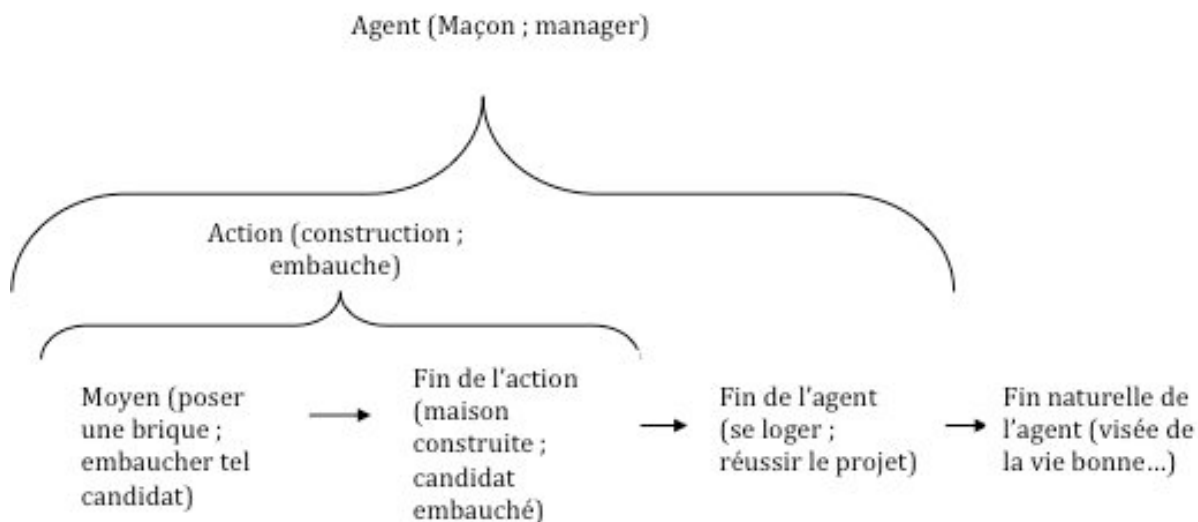 Agent (Maçon ; manager)
Action (construction ;
embauche)
Moyen (poser
une brique ;
embaucher tel
candidat)
Fin de l'action
(maison
construite ;
candidat
embauché)
Fin de l'agent
(se loger ;
réussir le projet)
Fin naturelle de
l'agent (visée de
la vie bonne…)